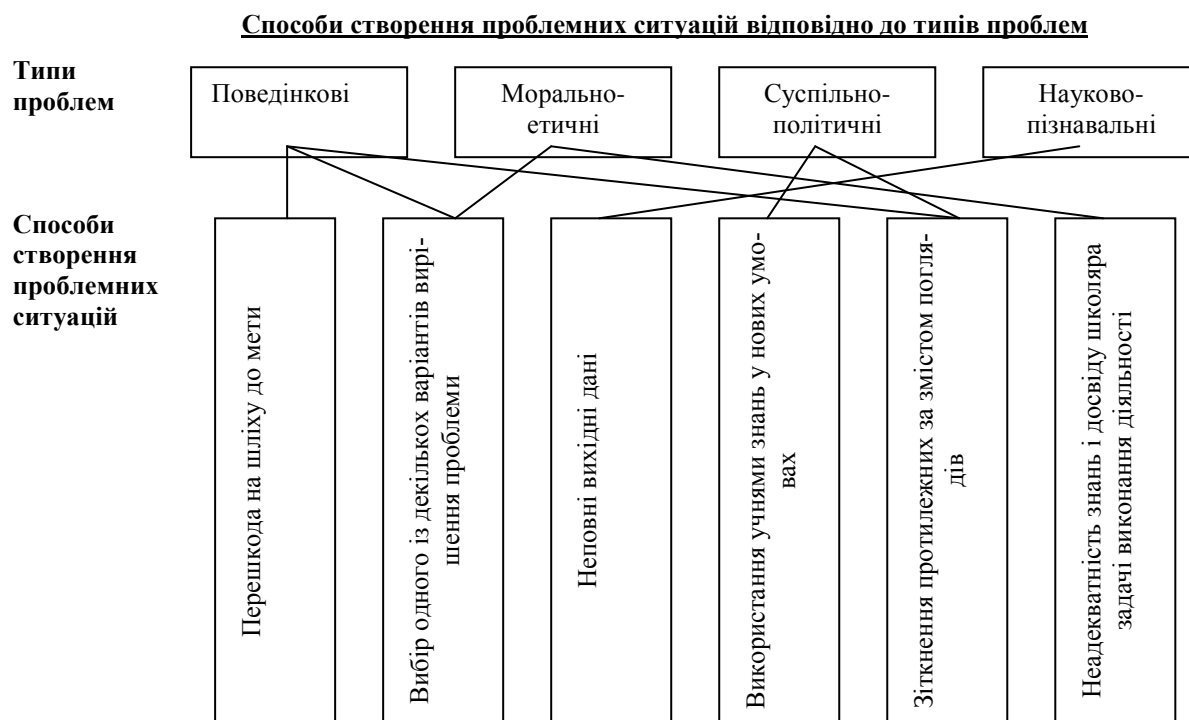 Способи створення проблемних ситуацій відповідно до типів проблем
Типи
проблем
Поведінкові
Морально-
етичні
Суспільно-
політичні
Науково-
пізнавальні
Способи
створення
проблемних
ситуацій
Перешкода на шліху до мети
Вибір одного із декількох варіантів вирі-
шення проблеми
Неповні вихідні дані
Використання учнями знань у нових умо-
вах
Зіткнення протилежних за змістом погля-
дів
Неадекватність знань і досвіду школяра
задачі виконання діяльності